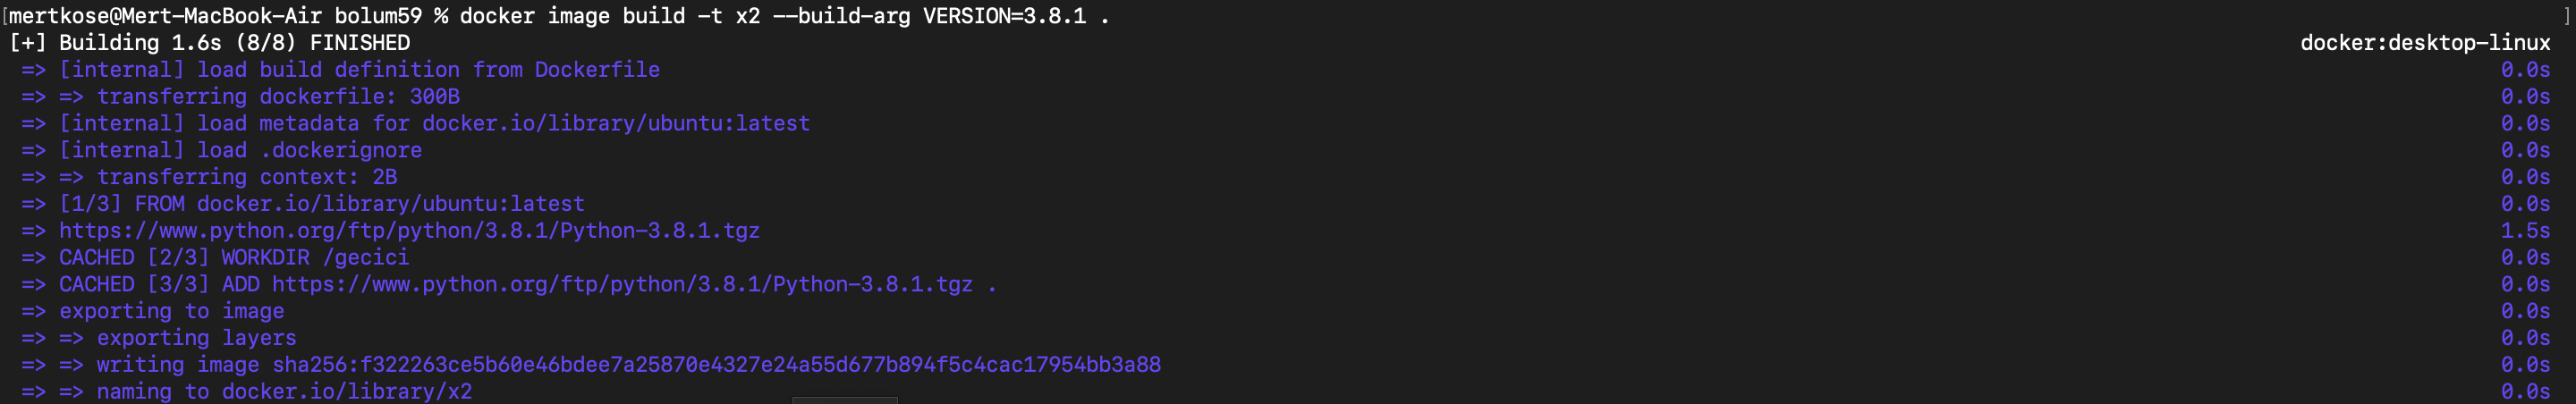 [mertkose@Mert-MacBook-Air bolum59 % docker image build -t x2 --build-arg VERSION=3.8.1 . ]
[+] Building 1.6s (8/8) FINISHED docker:desktop-linux
=> [internal] load build definition from Dockerfile 0.0s
=> => transferring dockerfile: 300B 0.0s
=> [internal] load metadata for docker.io/library/ubuntu:latest 0.0s
=> [internal] load .dockerignore 0.0s
=> => transferring context: 2B 0.0s
=> [1/3] FROM docker.io/library/ubuntu:latest 0.0s
=> https://www.python.org/ftp/python/3.8.1/Python-3.8.1.tgz 1.5s
=> CACHED [2/3] WORKDIR /gecici 0.0s
=> CACHED [3/3] ADD https://www.python.org/ftp/python/3.8.1/Python-3.8.1.tgz . 0.0s
=> exporting to image 0.0s
=> => exporting layers 0.0s
=> => writing image sha256:f322263ce5b60e46bdee7a25870e4327e24a55d677b894f5c4cac17954bb3a88 0.0s
=> => naming to docker.io/library/x2 0.0s